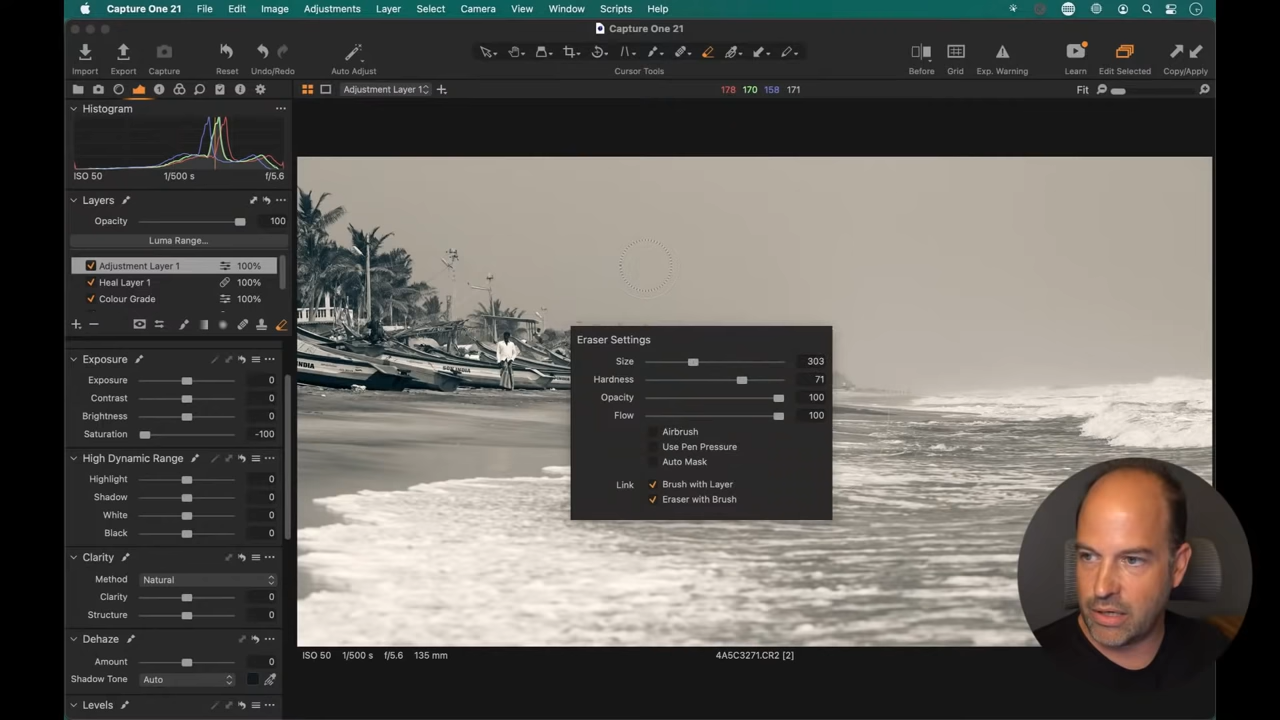 Capture One 21 File Edit Image Adjustments Layer Select Camera View Window Scripts Help
Capture One 21
Import Export Capture Reset Undo/Redo Auto Adjust Cursor Tools Before Grid Exp. Warning Learn Edit Selected Copy/Apply
Adjustment Layer 1 178 170 158 171 Fit
Histogram
ISO 50 1/500 s f/5.6
Layers
Opacity 100
Luma Range...
Adjustment Layer 1 100%
Heal Layer 1 100%
Colour Grade 100%
Exposure
Exposure 0
Contrast 0
Brightness 0
Saturation -100
High Dynamic Range
Highlight 0
Shadow 0
White 0
Black 0
Clarity
Method Natural
Clarity 0
Structure 0
Dehaze
Amount 0
Shadow Tone Auto
Levels
Eraser Settings
Size 303
Hardness 71
Opacity 100
Flow 100
Airbrush
Use Pen Pressure
Auto Mask
Link Brush with Layer
Eraser with Brush
INDIA
INDIA
ISO 50 1/500 s f/5.6 135 mm 4A5C3271.CR2 [2]